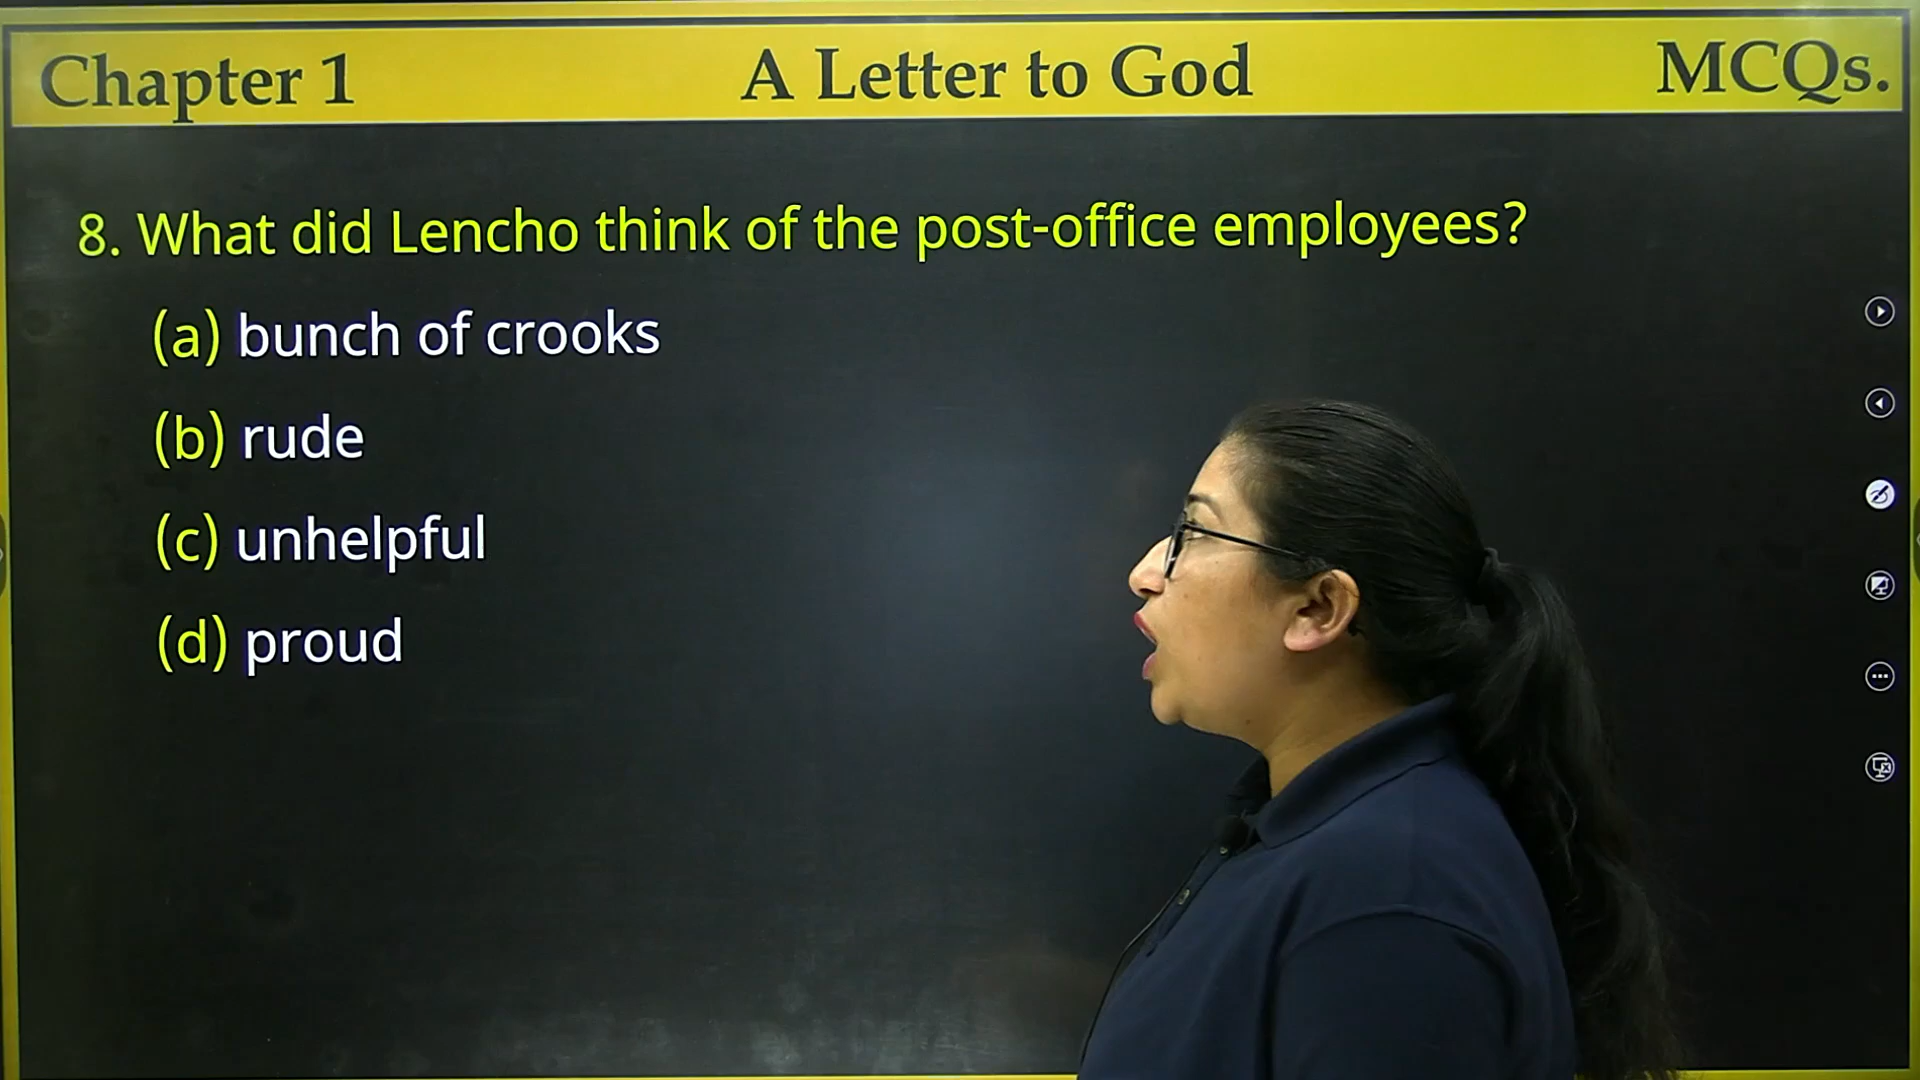 Chapter 1 A Letter to God MCQs.
8. What did Lencho think of the post-office employees?
(a) bunch of crooks
(b) rude
(c) unhelpful
(d) proud